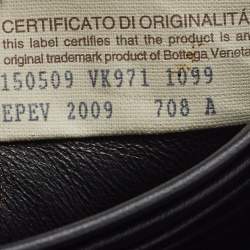 CERTIFICATO DI ORIGINALITÁ
this label certifies that the product is an
original trademark product of Bottega Veneta
150509 VK971 1099
EPEV 2009 708 A